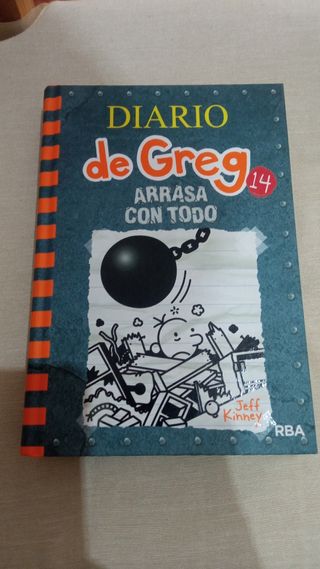 DIARIO
de Greg
14
ARRASA
CON TODO
Jeff
Kinney
RBA